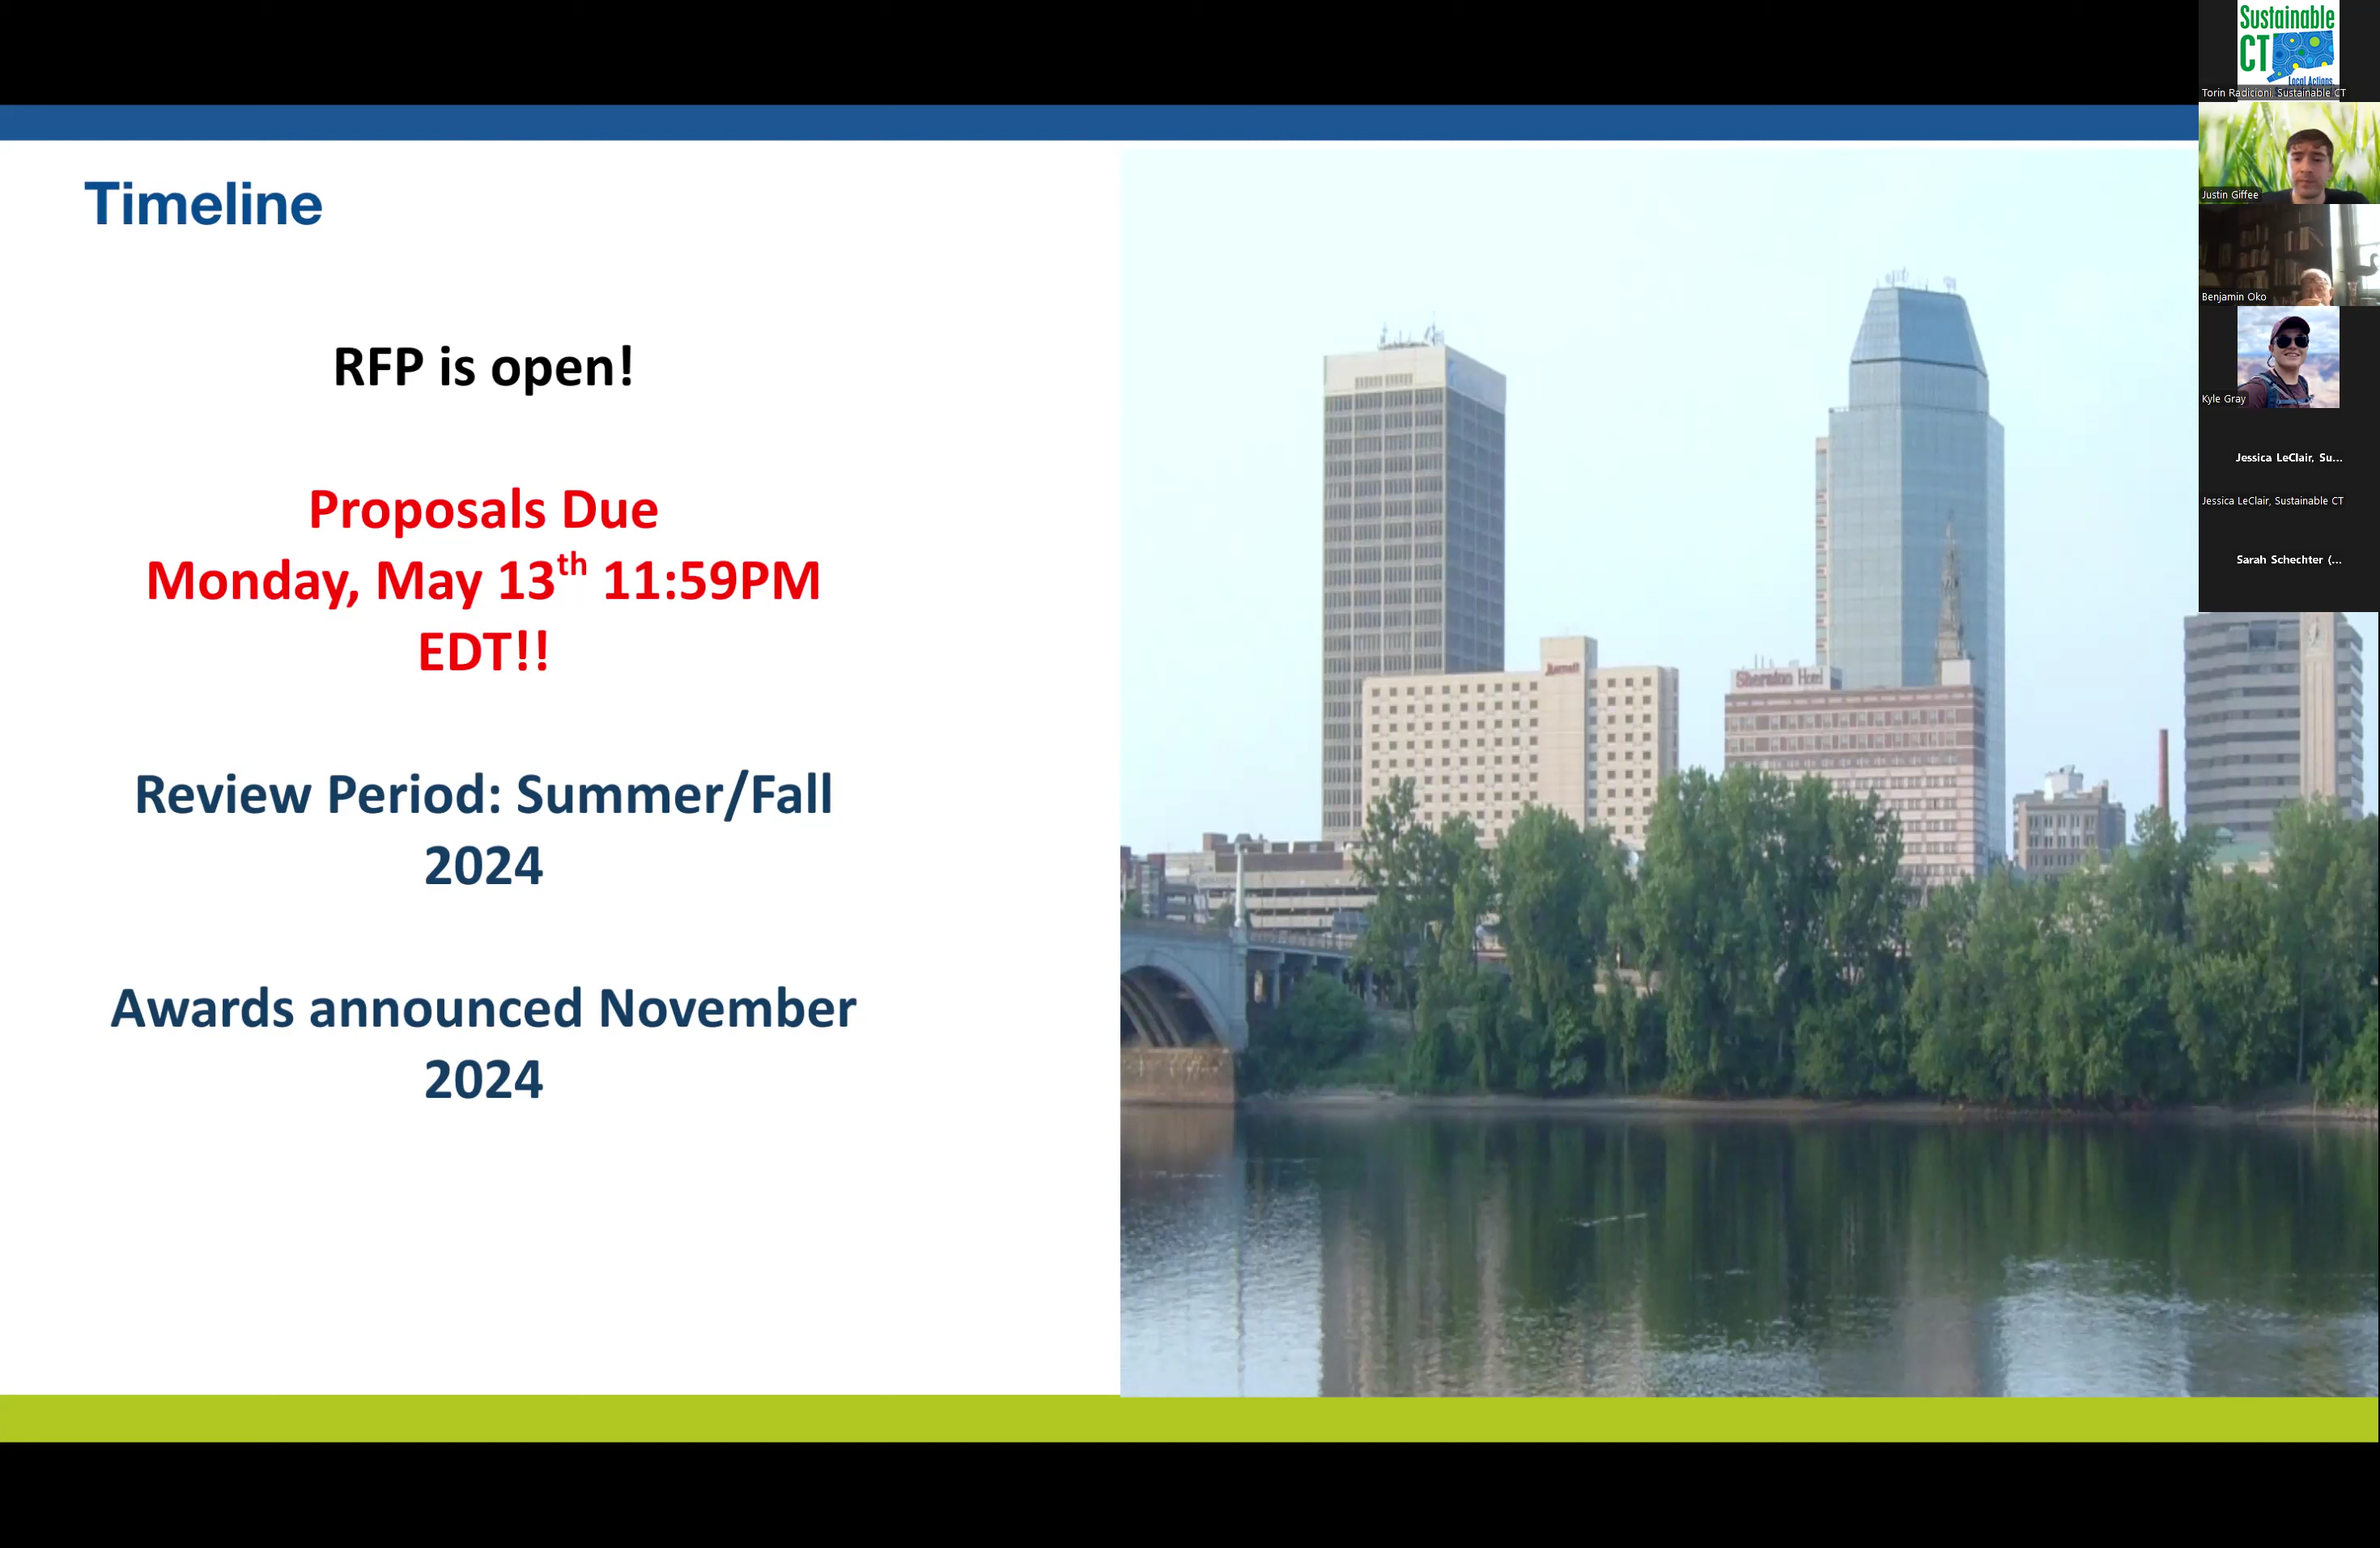 Timeline
RFP is open!
Proposals Due
Monday, May 13th 11:59PM
EDT!!
Review Period: Summer/Fall
2024
Awards announced November
2024
Marriott
Sheraton Hotel
Sustainable
CT
Local Actions.
Torin Radicioni, Sustainable CT
Justin Giffee
Benjamin Oko
Kyle Gray
Jessica LeClair, Su...
Jessica LeClair, Sustainable CT
Sarah Schechter (...